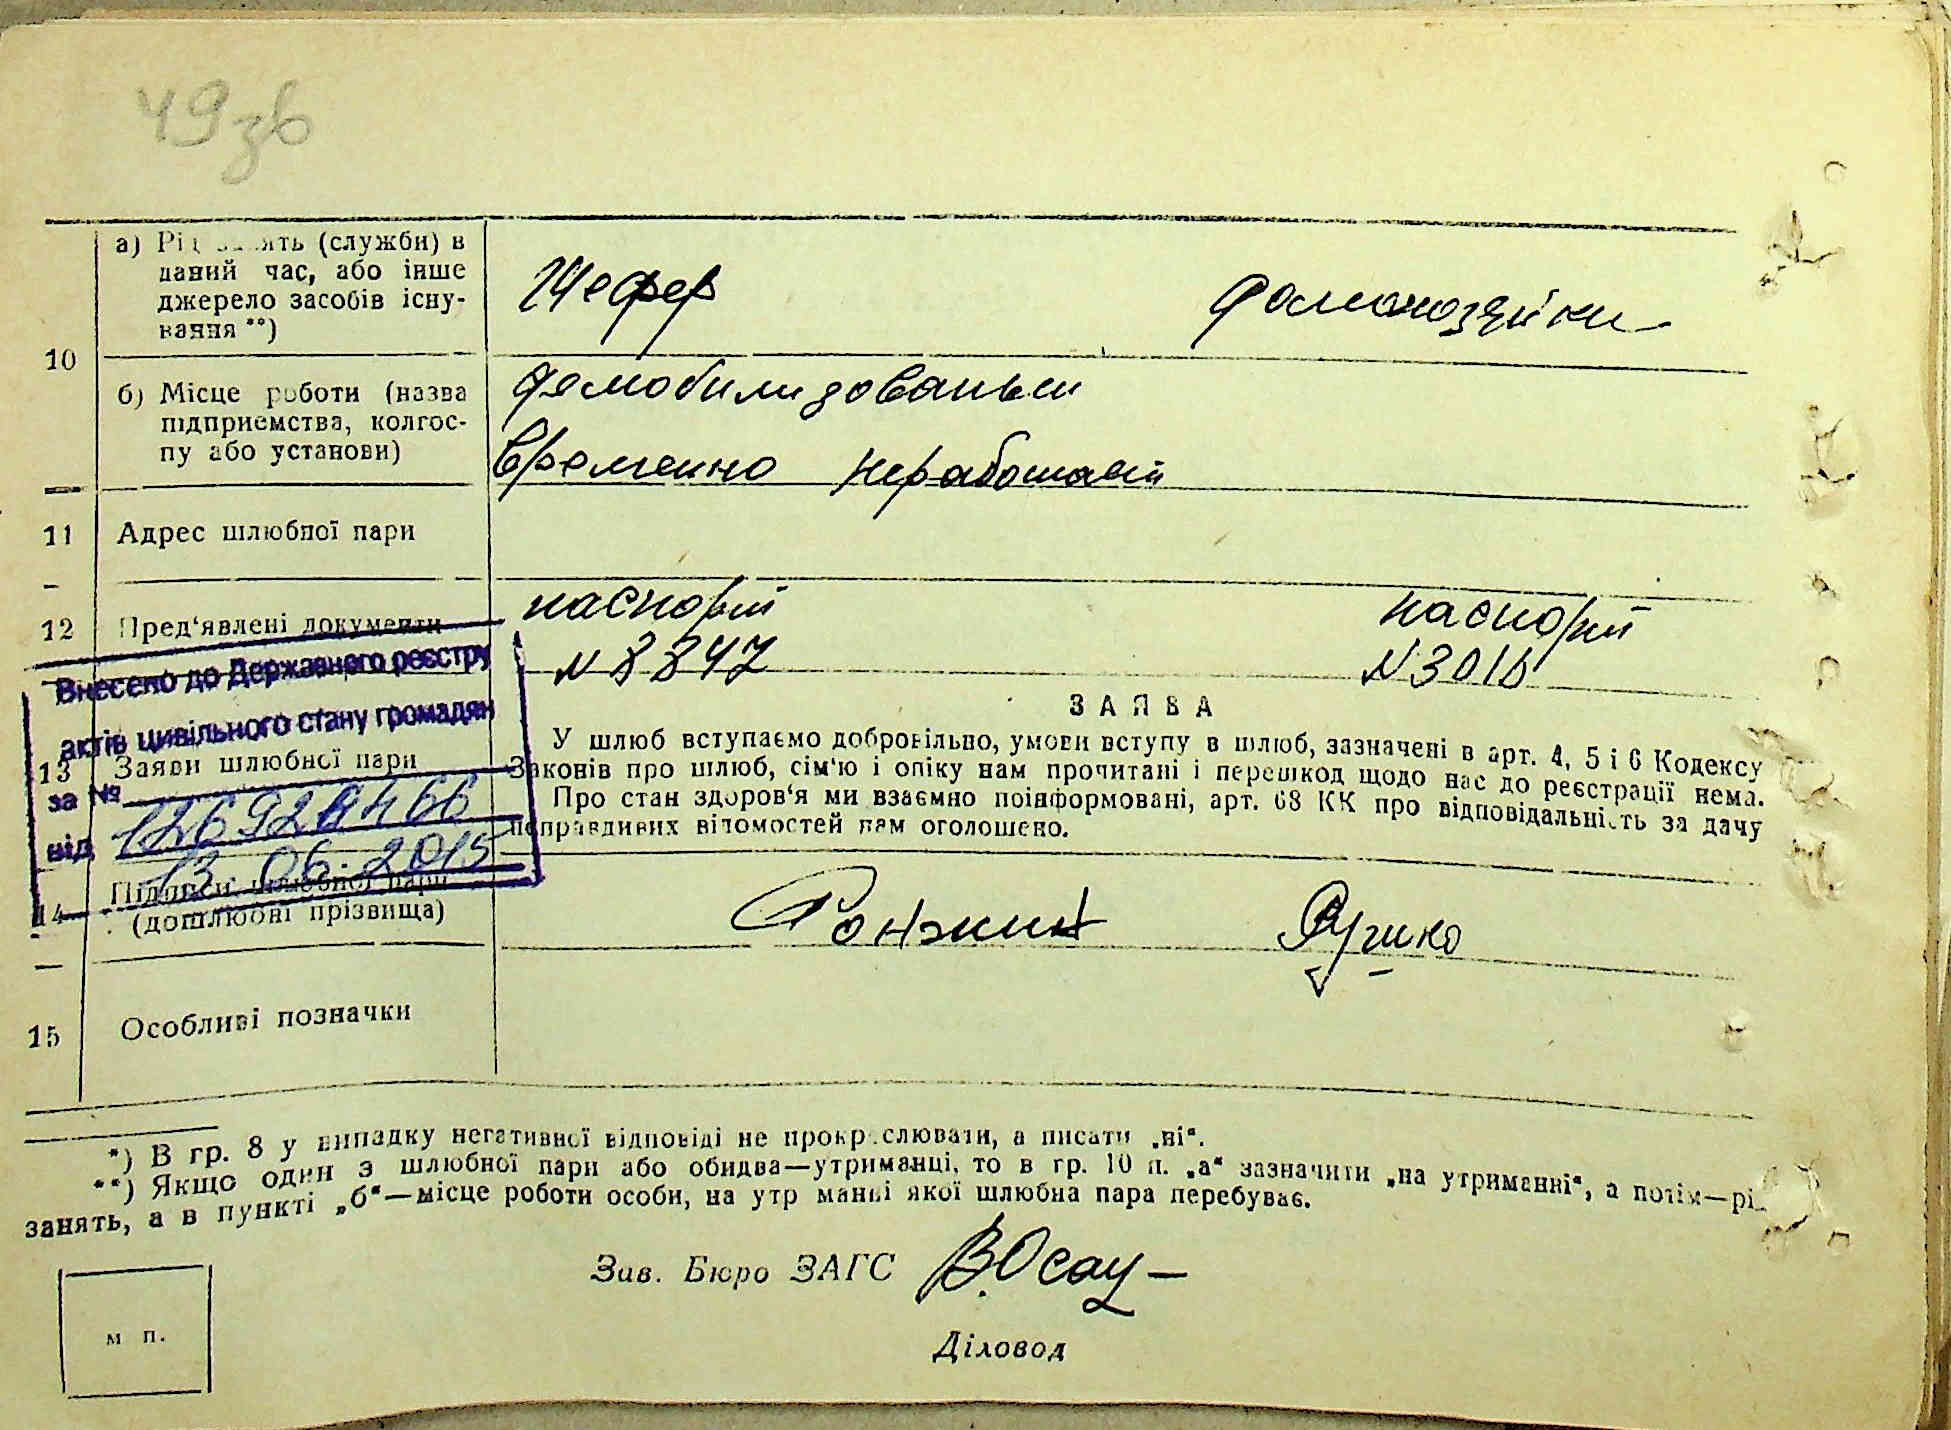 49зв
10
а) Рід занять (служби) в
даний час, або інше
джерело засобів існу-
вання **)
Шефер
домохозяйки
б) Місце роботи (назва
підприємства, колгос-
пу або установи)
демобилизованый
временно неработает
11 Адрес шлюбної пари
12 Пред'явлені документи
паспорт
N 8847
паспорт
N 3016
Внесено до Державного реєстру
актів цивільного стану громадян
за №
від 13.06.2015
13 Заяви шлюбної пари
ЗАЯВА
У шлюб вступаємо добровільно, умови вступу в шлюб, зазначені в арт. 4, 5 і 6 Кодексу
Законів про шлюб, сім'ю і опіку нам прочитані і перешкод щодо нас до реєстрації нема.
Про стан здоров'я ми взаємно поінформовані, арт. 68 КК про відповідальність за дачу
неправдивих відомостей нам оголошено.
14 Підписи шлюбної пари
(дошлюбні прізвища)
Ронжин
15 Особливі позначки
*) В гр. 8 у випадку негативної відповіді не прокреслювати, а писати „ні“.
**) Якщо один з шлюбної пари або обидва—утриманці, то в гр. 10 п. „а“ зазначити „на утриманні“, а потім—рід
занять, а в пункті „б“—місце роботи особи, на утриманні якої шлюбна пара перебуває.
Зав. Бюро ЗАГС
Діловод
м п.